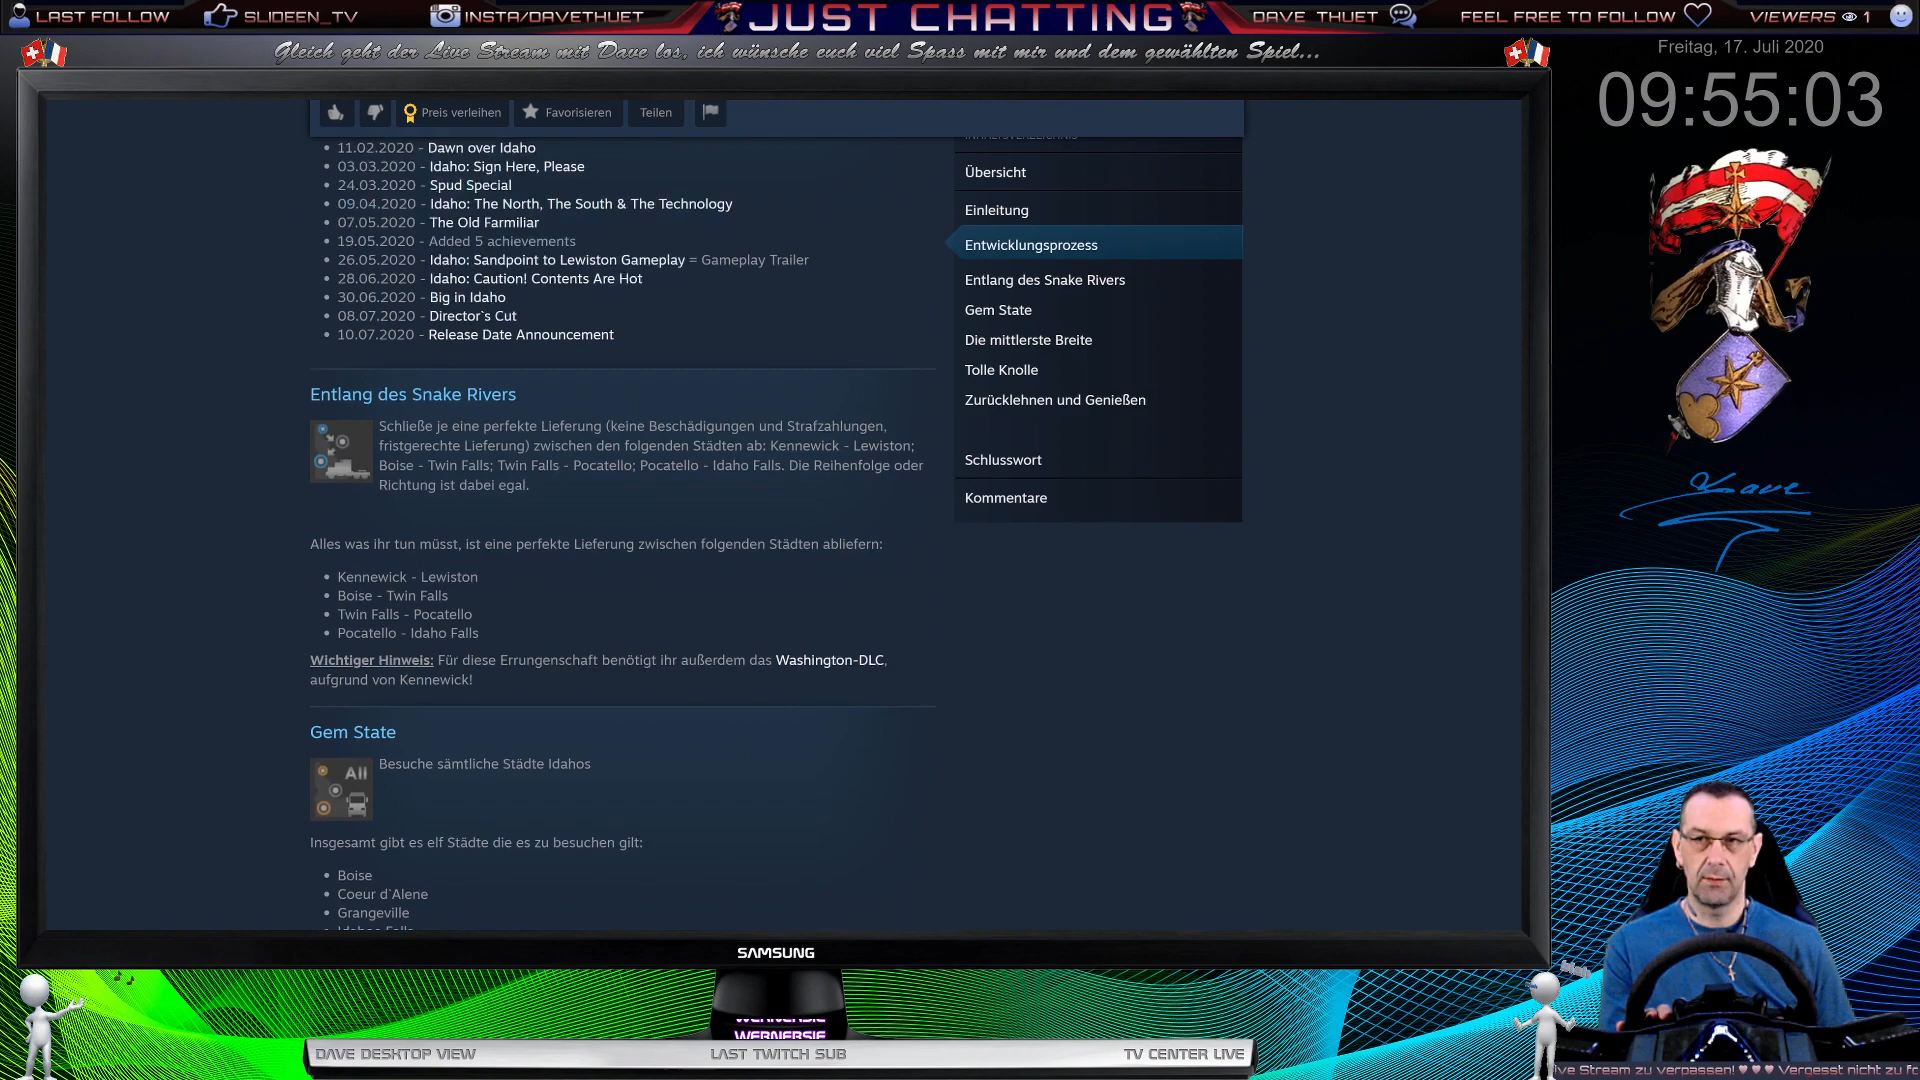 LAST FOLLOW
SLIDEEN_TV
INSTA/DAVETHUET
JUST CHATTING
DAVE THUET
FEEL FREE TO FOLLOW
VIEWERS 1
Gleich geht der Live Stream mit Dave los, ich wünsche euch viel Spass mit mir und dem gewählten Spiel...
Freitag, 17. Juli 2020
09:55:03
Preis verleihen
Favorisieren
Teilen
11.02.2020 - Dawn over Idaho
03.03.2020 - Idaho: Sign Here, Please
24.03.2020 - Spud Special
09.04.2020 - Idaho: The North, The South & The Technology
07.05.2020 - The Old Farmiliar
19.05.2020 - Added 5 achievements
26.05.2020 - Idaho: Sandpoint to Lewiston Gameplay = Gameplay Trailer
28.06.2020 - Idaho: Caution! Contents Are Hot
30.06.2020 - Big in Idaho
08.07.2020 - Director`s Cut
10.07.2020 - Release Date Announcement
Entlang des Snake Rivers
Schließe je eine perfekte Lieferung (keine Beschädigungen und Strafzahlungen,
fristgerechte Lieferung) zwischen den folgenden Städten ab: Kennewick - Lewiston;
Boise - Twin Falls; Twin Falls - Pocatello; Pocatello - Idaho Falls. Die Reihenfolge oder
Richtung ist dabei egal.
Alles was ihr tun müsst, ist eine perfekte Lieferung zwischen folgenden Städten abliefern:
Kennewick - Lewiston
Boise - Twin Falls
Twin Falls - Pocatello
Pocatello - Idaho Falls
Wichtiger Hinweis: Für diese Errungenschaft benötigt ihr außerdem das Washington-DLC,
aufgrund von Kennewick!
Gem State
All
Besuche sämtliche Städte Idahos
Insgesamt gibt es elf Städte die es zu besuchen gilt:
Boise
Coeur d`Alene
Grangeville
INHALTSVERZEICHNIS
Übersicht
Einleitung
Entwicklungsprozess
Entlang des Snake Rivers
Gem State
Die mittlerste Breite
Tolle Knolle
Zurücklehnen und Genießen
Schlusswort
Kommentare
Dave
SAMSUNG
WERNERSIE
WERNERSIE
DAVE DESKTOP VIEW
LAST TWITCH SUB
TV CENTER LIVE
ive Stream zu verpassen! ♥ ♥ ♥ Vergesst nicht zu fo